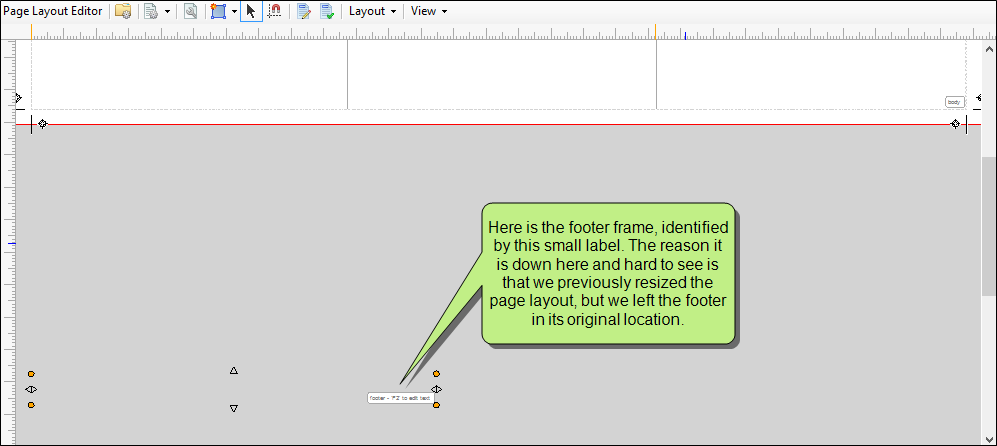 Page Layout Editor Layout View
body
Here is the footer frame, identified
by this small label. The reason it
is down here and hard to see is
that we previously resized the
page layout, but we left the footer
in its original location.
footer - 'F2' to edit text